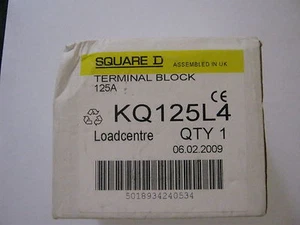 SQUARE D ASSEMBLED IN UK
TERMINAL BLOCK
125A
CE
KQ125L4
Loadcentre QTY 1
06.02.2009
5018934240534